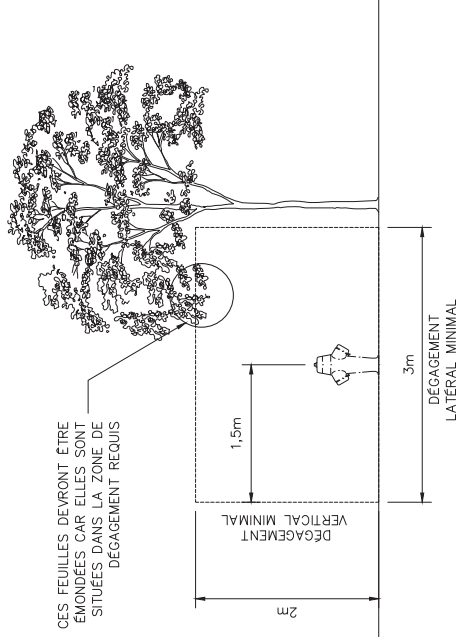 CES FEUILLES DEVRONT ÊTRE
ÉMONDÉES CAR ELLES SONT
SITUÉES DANS LA ZONE DE
DÉGAGEMENT REQUIS
1,5m
DÉGAGEMENT
VERTICAL MINIMAL
2m
3m
DÉGAGEMENT
LATÉRAL MINIMAL